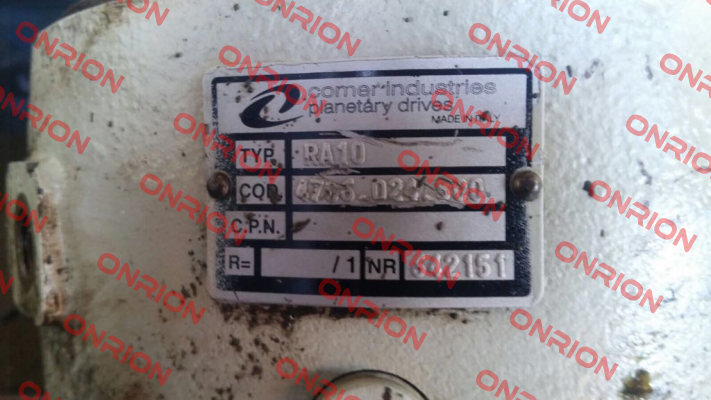 comer industries
planetary drives
MADE IN ITALY
TYP. RA10
COD.
C.P.N.
R= /1 NR
ONRION